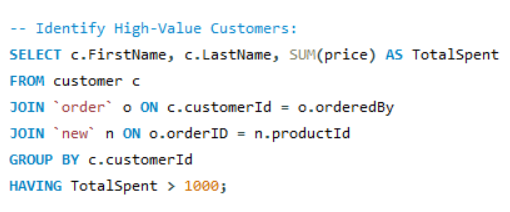 -- Identify High-Value Customers:
SELECT c.FirstName, c.LastName, SUM(price) AS TotalSpent
FROM customer c
JOIN `order` o ON c.customerId = o.orderedBy
JOIN `new` n ON o.orderID = n.productId
GROUP BY c.customerId
HAVING TotalSpent > 1000;